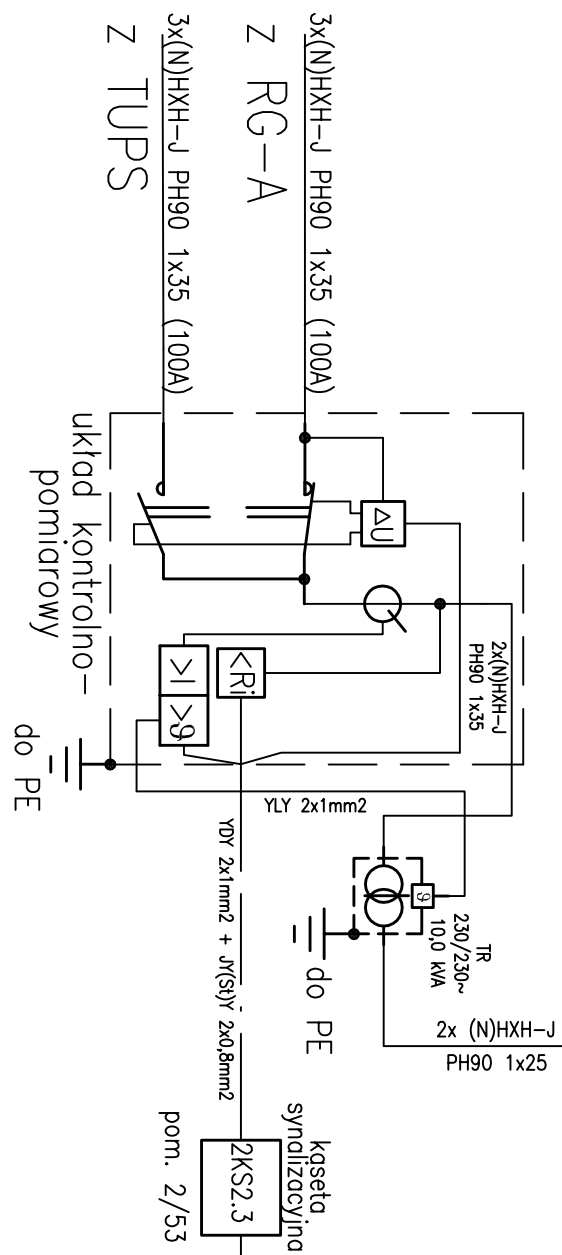 3x(N)HXH-J PH90 1x35 (100A)
Z RG-A
3x(N)HXH-J PH90 1x35 (100A)
Z TUPS
układ kontrolno-
pomiarowy
ΔU
<Ri
>I
>ϑ
2x(N)HXH-J
PH90 1x35
do PE
YLY 2x1mm2
YDY 2x1mm2 + JY(St)Y 2x0,8mm2
ϑ
TR
230/230~
10,0 kVA
do PE
2x (N)HXH-J
PH90 1x25
kaseta
synalizacyjna
2KS2.3
pom. 2/53